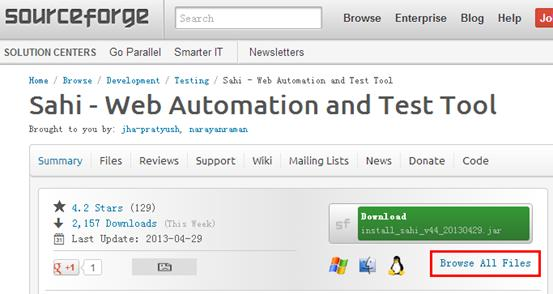 sourceforge
Search
Browse Enterprise Blog Help Jo
SOLUTION CENTERS Go Parallel Smarter IT Newsletters
Home / Browse / Development / Testing / Sahi - Web Automation and Test Tool
Sahi - Web Automation and Test Tool
Brought to you by: jha-pratyush, narayanraman
Summary Files Reviews Support Wiki Mailing Lists News Donate Code
4.2 Stars (129)
2,157 Downloads (This Week)
Last Update: 2013-04-29
sf
Download
install_sahi_v44_20130429.jar
g +1 1
Browse All Files